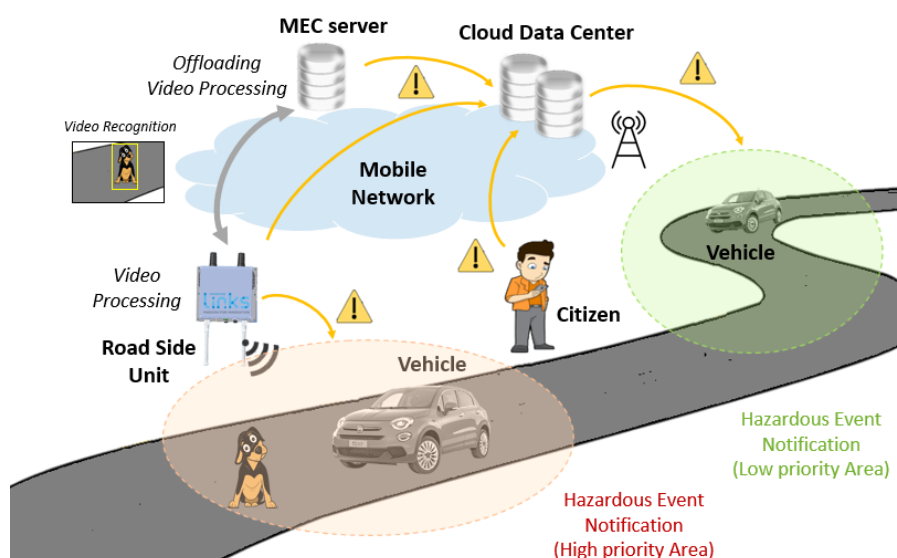 MEC server
Cloud Data Center
Offloading
Video Processing
Video Recognition
Mobile
Network
Vehicle
Video
Processing
links
Citizen
Road Side
Unit
Vehicle
Hazardous Event
Notification
(Low priority Area)
Hazardous Event
Notification
(High priority Area)